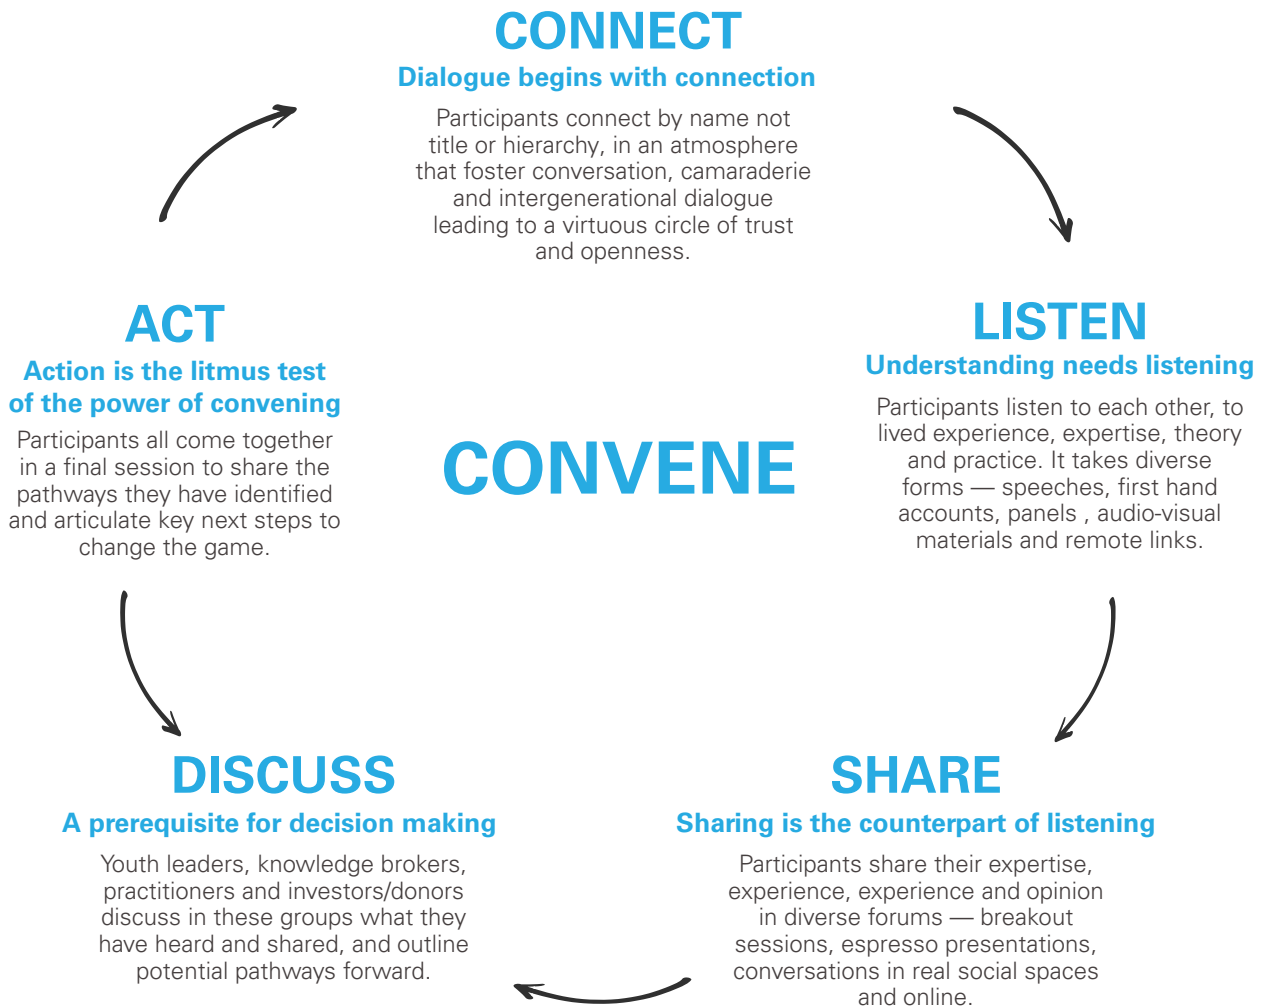 CONNECT
Dialogue begins with connection
Participants connect by name not
title or hierarchy, in an atmosphere
that foster conversation, camaraderie
and intergenerational dialogue
leading to a virtuous circle of trust
and openness.
LISTEN
Understanding needs listening
Participants listen to each other, to
lived experience, expertise, theory
and practice. It takes diverse
forms — speeches, first hand
accounts, panels , audio-visual
materials and remote links.
SHARE
Sharing is the counterpart of listening
Participants share their expertise,
experience, experience and opinion
in diverse forums — breakout
sessions, espresso presentations,
conversations in real social spaces
and online.
DISCUSS
A prerequisite for decision making
Youth leaders, knowledge brokers,
practitioners and investors/donors
discuss in these groups what they
have heard and shared, and outline
potential pathways forward.
ACT
Action is the litmus test
of the power of convening
Participants all come together
in a final session to share the
pathways they have identified
and articulate key next steps to
change the game.
CONVENE